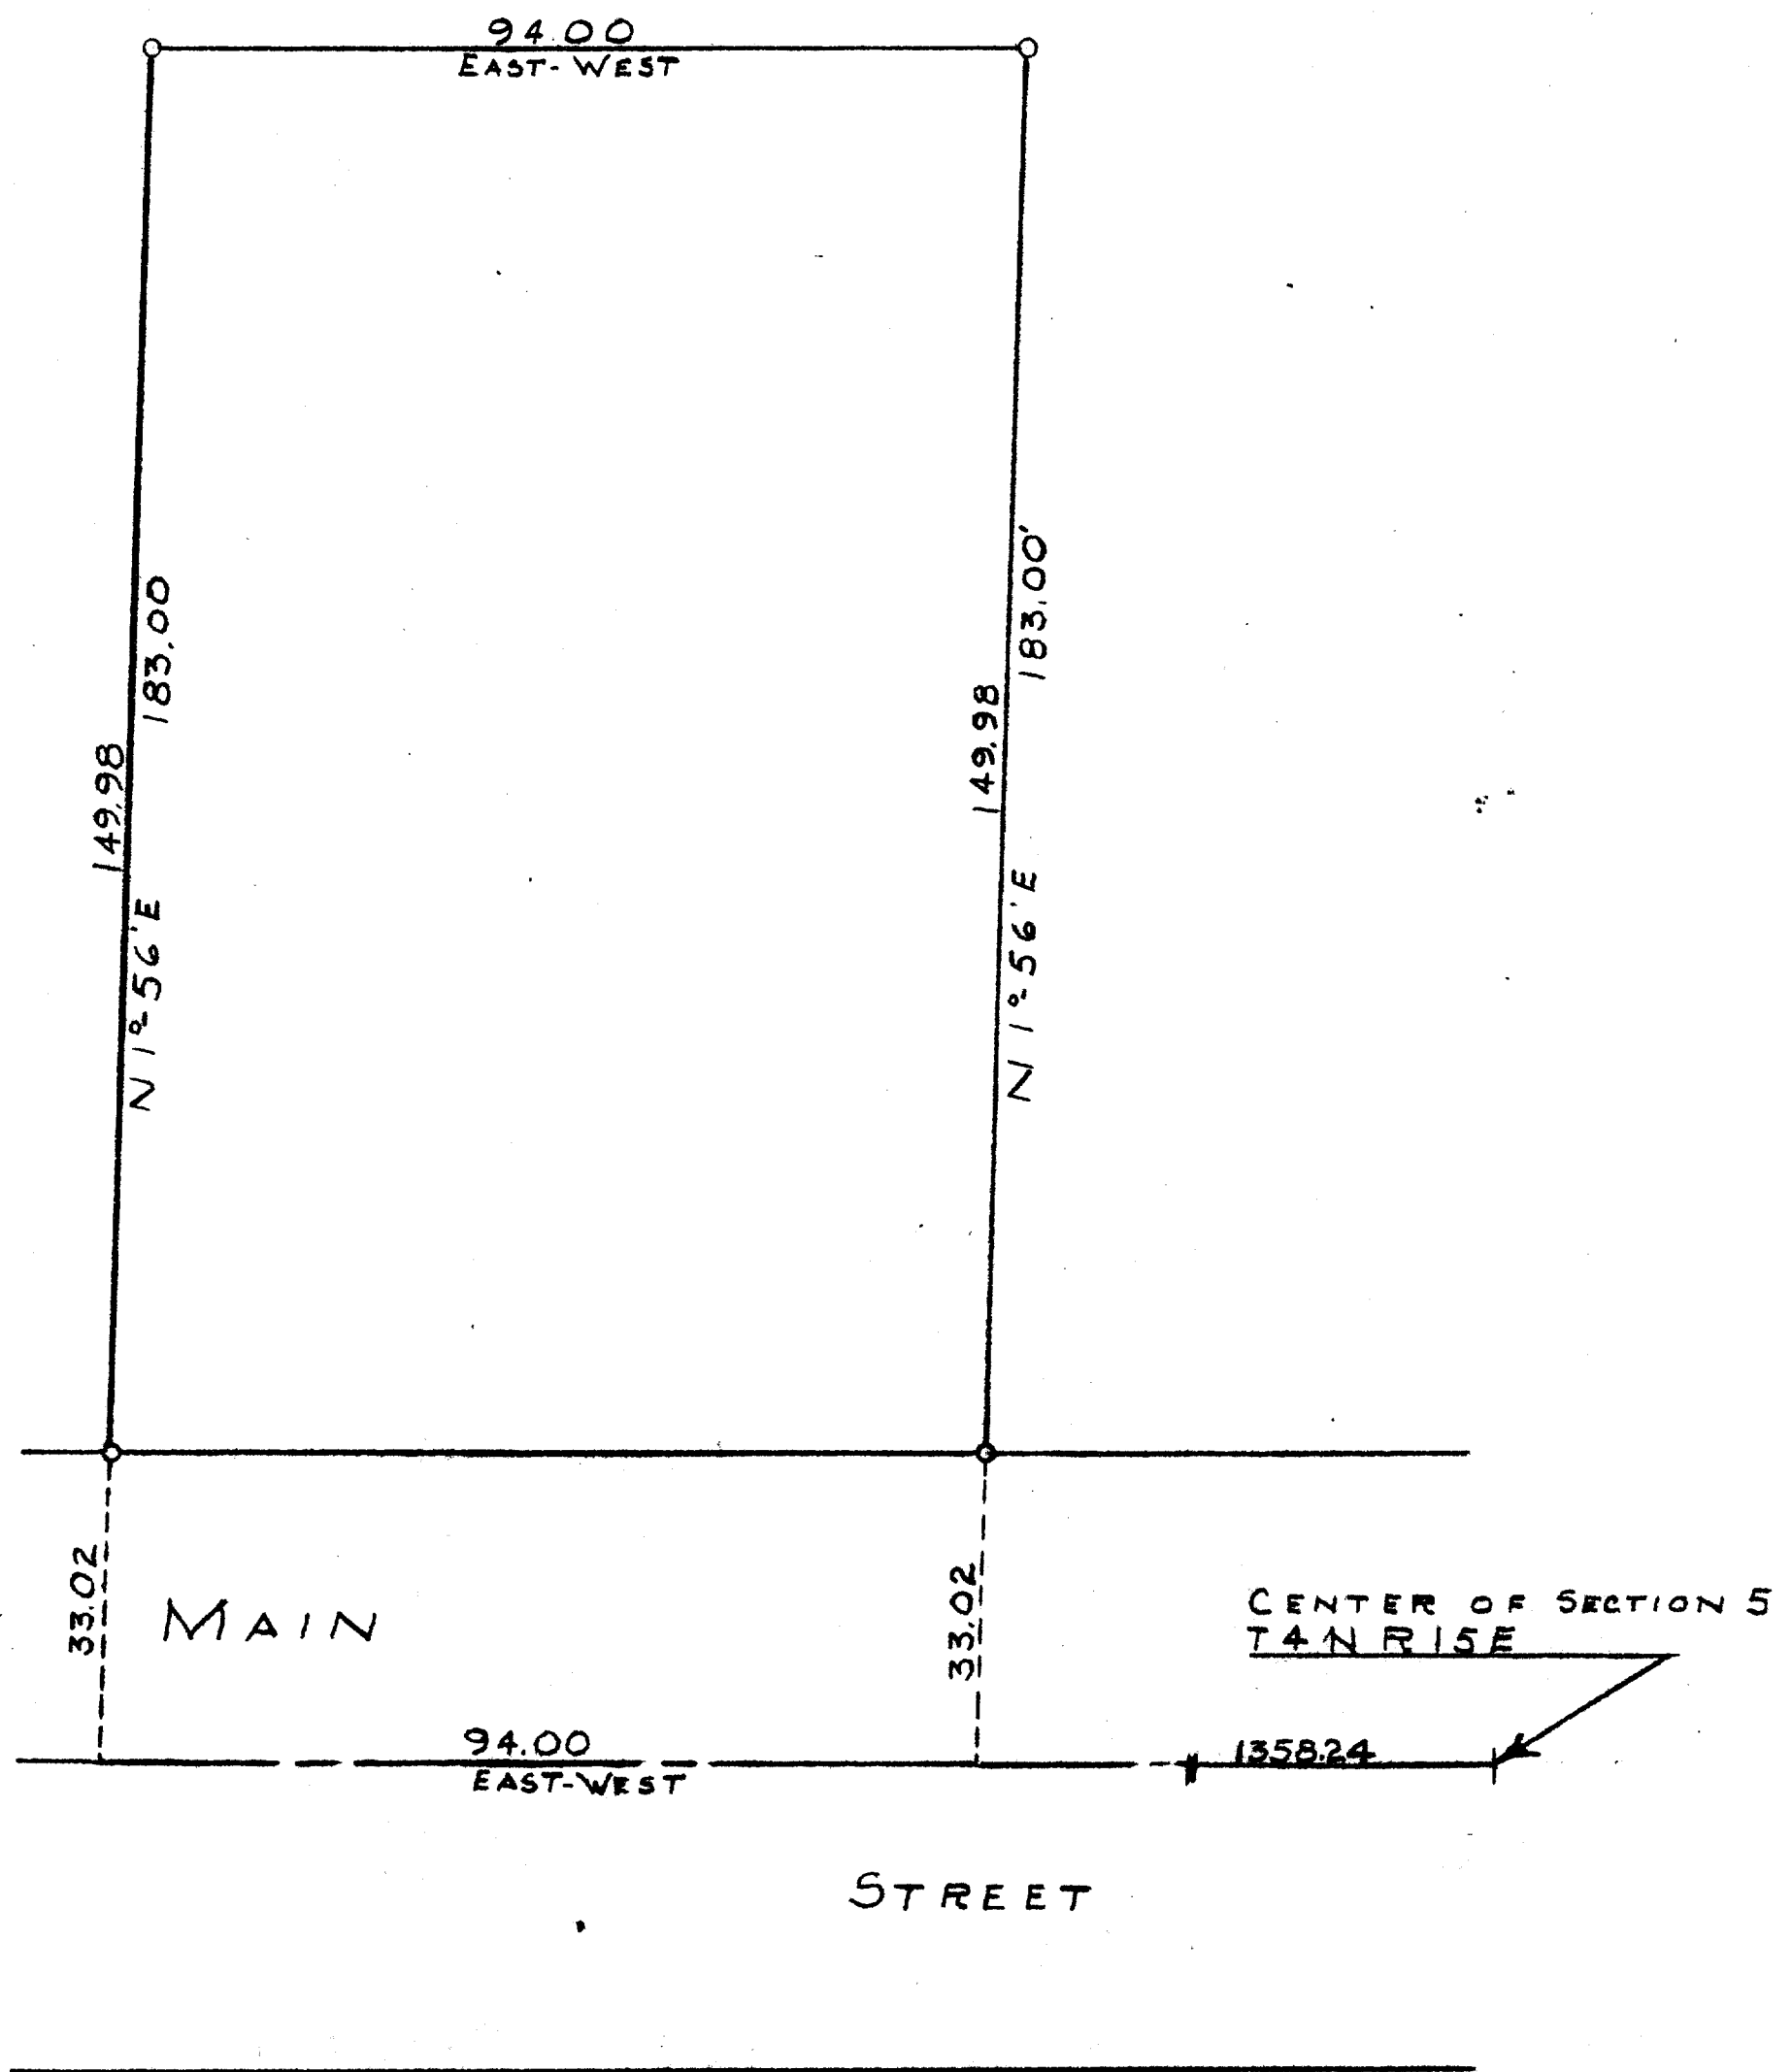 94.00
EAST-WEST
183.00
149.98
N 1° 56' E
183.00'
149.98
N 1° 56' E
33.02
MAIN
33.02
CENTER OF SECTION 5
T4N R15E
94.00
EAST-WEST
1358.24
STREET